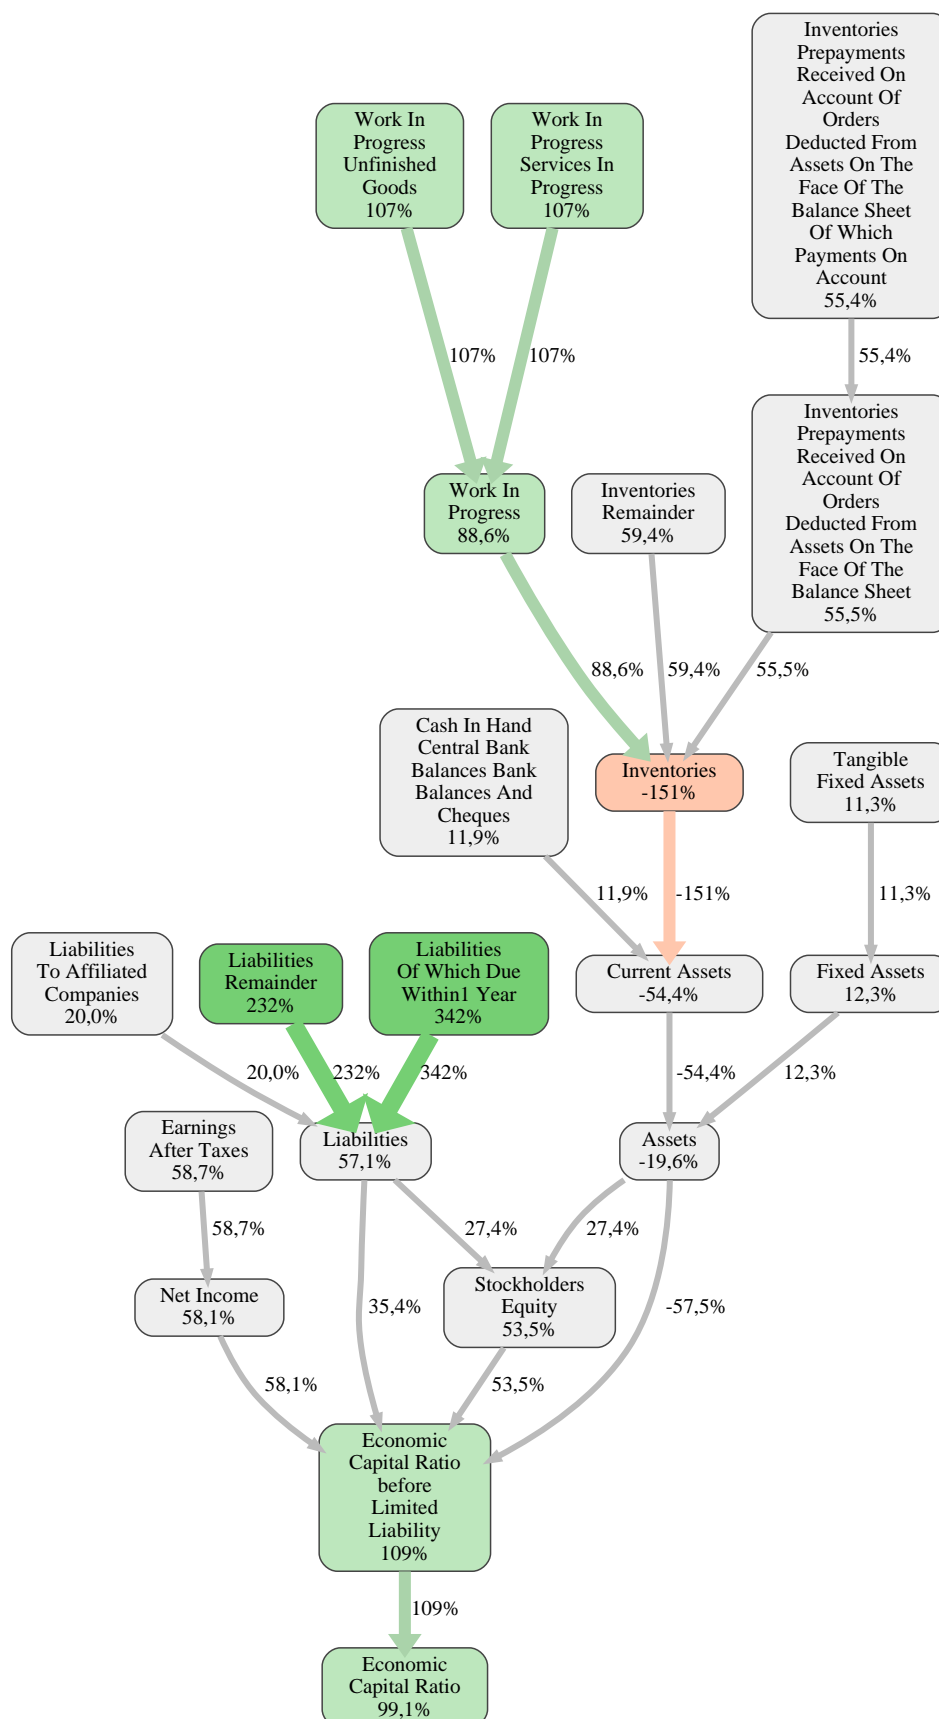 Inventories
Prepayments
Received On
Account Of
Orders
Deducted From
Assets On The
Face Of The
Balance Sheet
Of Which
Payments On
Account
55,4%
Work In
Progress
Unfinished
Goods
107%
Work In
Progress
Services In
Progress
107%
107%
107%
55,4%
Inventories
Prepayments
Received On
Account Of
Orders
Deducted From
Assets On The
Face Of The
Balance Sheet
55,5%
Work In
Progress
88,6%
Inventories
Remainder
59,4%
88,6%
59,4%
55,5%
Cash In Hand
Central Bank
Balances Bank
Balances And
Cheques
11,9%
Inventories
-151%
Tangible
Fixed Assets
11,3%
11,9%
-151%
11,3%
Liabilities
To Affiliated
Companies
20,0%
Liabilities
Remainder
232%
Liabilities
Of Which Due
Within1 Year
342%
Current Assets
-54,4%
Fixed Assets
12,3%
20,0%
232%
342%
-54,4%
12,3%
Earnings
After Taxes
58,7%
Liabilities
57,1%
Assets
-19,6%
58,7%
27,4%
27,4%
Net Income
58,1%
35,4%
Stockholders
Equity
53,5%
-57,5%
58,1%
53,5%
Economic
Capital Ratio
before
Limited
Liability
109%
109%
Economic
Capital Ratio
99,1%